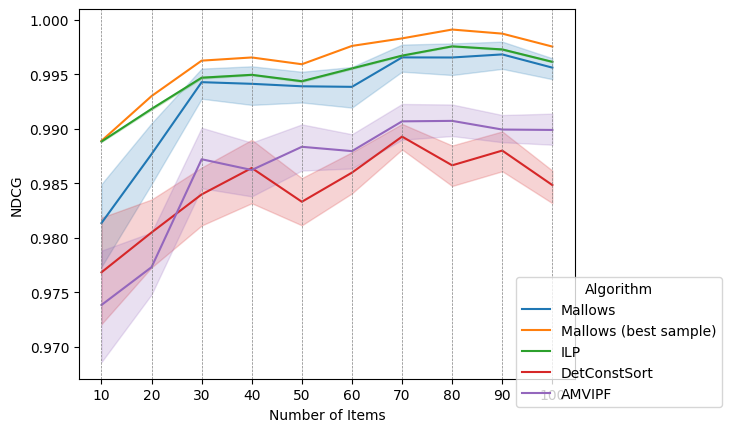 1.000
0.995
0.990
0.985
0.980
0.975
0.970
NDCG
10 20 30 40 50 60 70 80 90 100
Number of Items
Algorithm
Mallows
Mallows (best sample)
ILP
DetConstSort
AMVIPF